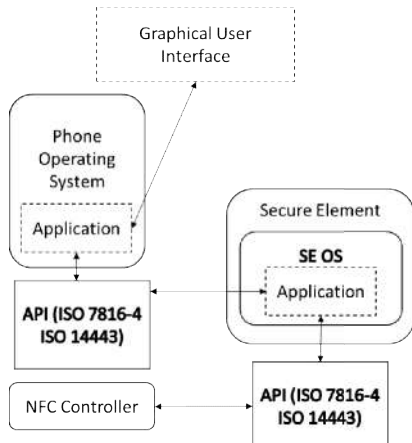 Graphical User
Interface
Phone
Operating
System
Application
Secure Element
SE OS
Application
API (ISO 7816-4
ISO 14443)
NFC Controller
API (ISO 7816-4
ISO 14443)